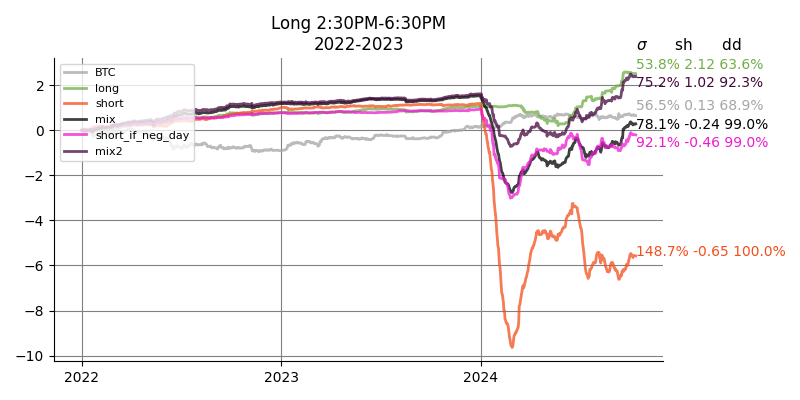 Long 2:30PM-6:30PM
2022-2023
σ sh dd
53.8% 2.12 63.6%
75.2% 1.02 92.3%
56.5% 0.13 68.9%
78.1% -0.24 99.0%
92.1% -0.46 99.0%
148.7% -0.65 100.0%
BTC
long
short
mix
short_if_neg_day
mix2
2
0
−2
−4
−6
−8
−10
2022
2023
2024